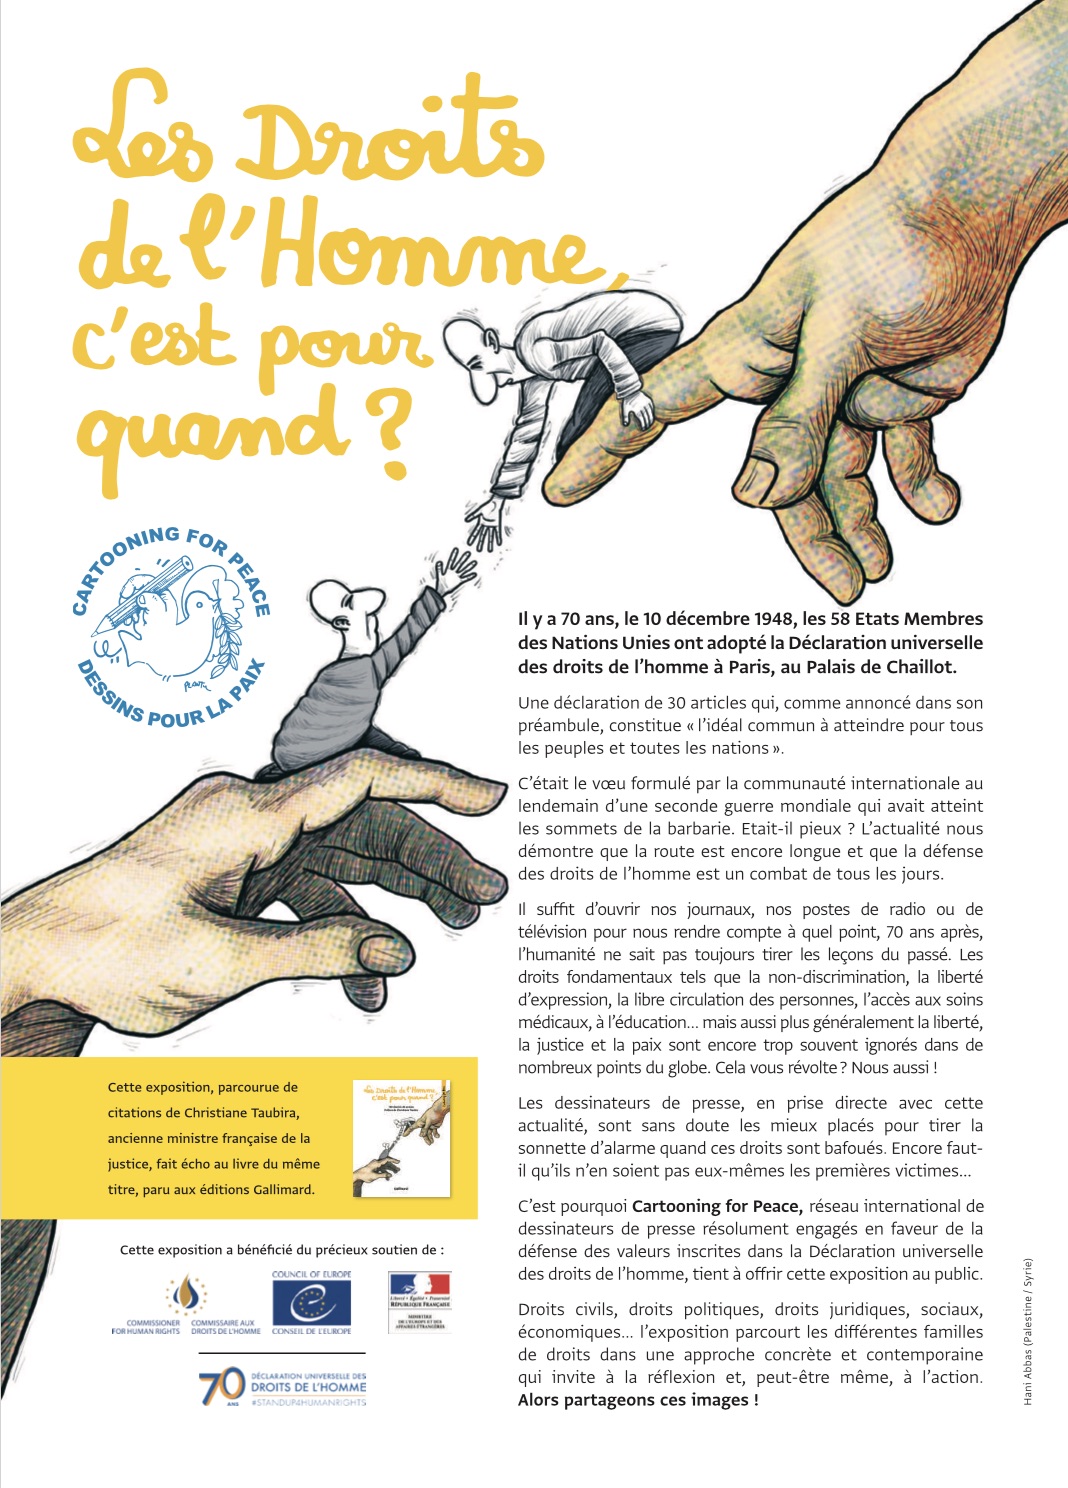 Les Droits
de l'Homme,
c'est pour
quand ?
CARTOONING FOR PEACE
DESSINS POUR LA PAIX
PLANTU
Il y a 70 ans, le 10 décembre 1948, les 58 Etats Membres
des Nations Unies ont adopté la Déclaration universelle
des droits de l'homme à Paris, au Palais de Chaillot.
Une déclaration de 30 articles qui, comme annoncé dans son
préambule, constitue « l'idéal commun à atteindre pour tous
les peuples et toutes les nations ».
C'était le vœu formulé par la communauté internationale au
lendemain d'une seconde guerre mondiale qui avait atteint
les sommets de la barbarie. Etait-il pieux ? L'actualité nous
démontre que la route est encore longue et que la défense
des droits de l'homme est un combat de tous les jours.
Il suffit d'ouvrir nos journaux, nos postes de radio ou de
télévision pour nous rendre compte à quel point, 70 ans après,
l'humanité ne sait pas toujours tirer les leçons du passé. Les
droits fondamentaux tels que la non-discrimination, la liberté
d'expression, la libre circulation des personnes, l'accès aux soins
médicaux, à l'éducation... mais aussi plus généralement la liberté,
la justice et la paix sont encore trop souvent ignorés dans de
nombreux points du globe. Cela vous révolte ? Nous aussi !
Les dessinateurs de presse, en prise directe avec cette
actualité, sont sans doute les mieux placés pour tirer la
sonnette d'alarme quand ces droits sont bafoués. Encore faut-
il qu'ils n'en soient pas eux-mêmes les premières victimes...
C'est pourquoi Cartooning for Peace, réseau international de
dessinateurs de presse résolument engagés en faveur de la
défense des valeurs inscrites dans la Déclaration universelle
des droits de l'homme, tient à offrir cette exposition au public.
Droits civils, droits politiques, droits juridiques, sociaux,
économiques... l'exposition parcourt les différentes familles
de droits dans une approche concrète et contemporaine
qui invite à la réflexion et, peut-être même, à l'action.
Alors partageons ces images !
Hani Abbas (Palestine / Syrie)
Cette exposition, parcourue de
citations de Christiane Taubira,
ancienne ministre française de la
justice, fait écho au livre du même
titre, paru aux éditions Gallimard.
Les Droits de l'Homme,
c'est pour quand ?
Gallimard
Cette exposition a bénéficié du précieux soutien de :
COMMISSIONER
FOR HUMAN RIGHTS
COMMISSAIRE AUX
DROITS DE L'HOMME
COUNCIL OF EUROPE
CONSEIL DE L'EUROPE
Liberté • Égalité • Fraternité
RÉPUBLIQUE FRANÇAISE
MINISTÈRE
DE L'EUROPE ET DES
AFFAIRES ÉTRANGÈRES
70
ANS
DÉCLARATION UNIVERSELLE DES
DROITS DE L'HOMME
#STANDUP4HUMANRIGHTS